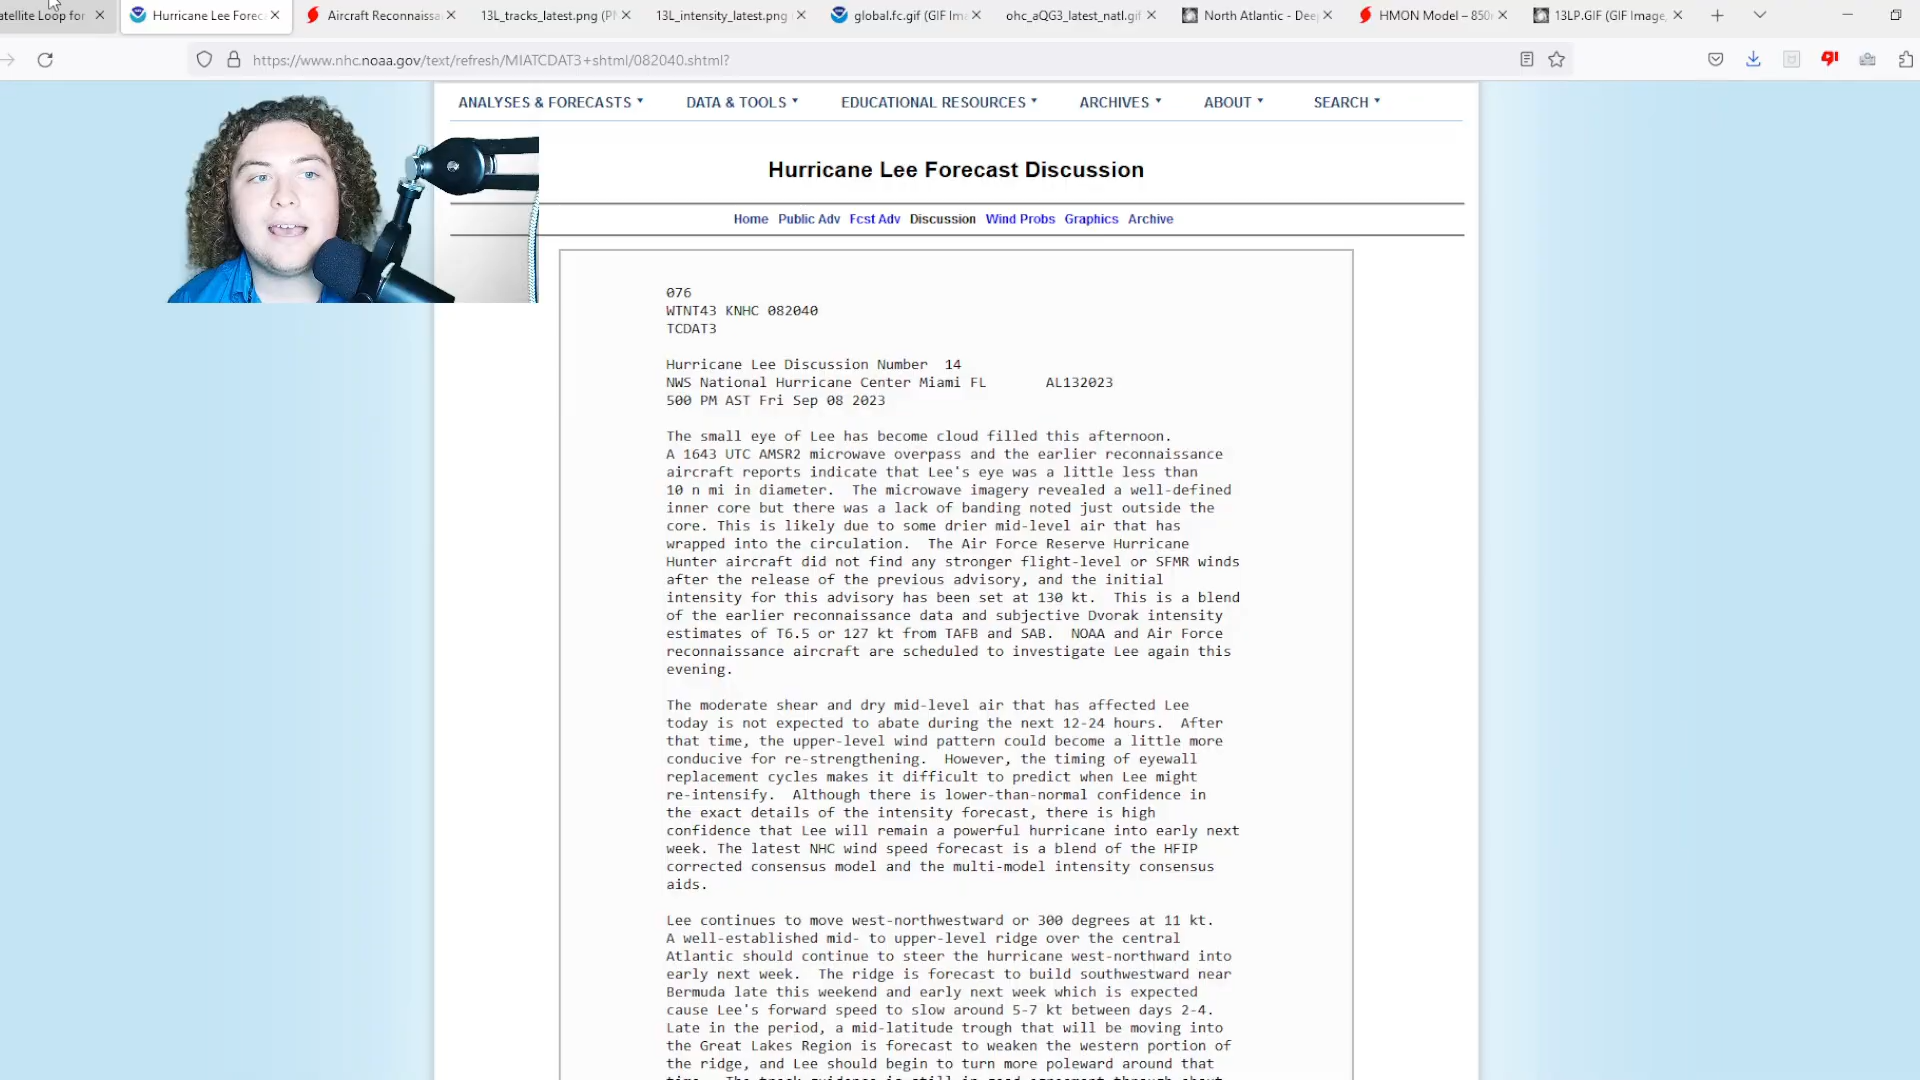 atellite Loop for
Hurricane Lee Forec
Aircraft Reconnaissa
13L_tracks_latest.png (PN
13L_intensity_latest.png
global.fc.gif (GIF Im
ohc_aQG3_latest_natl.gif
North Atlantic - Dee
HMON Model – 850
13LP.GIF (GIF Image,
https://www.nhc.noaa.gov/text/refresh/MIATCDAT3+shtml/082040.shtml?
ANALYSES & FORECASTS
DATA & TOOLS
EDUCATIONAL RESOURCES
ARCHIVES
ABOUT
SEARCH
Hurricane Lee Forecast Discussion
Home Public Adv Fcst Adv Discussion Wind Probs Graphics Archive
076
WTNT43 KNHC 082040
TCDAT3
Hurricane Lee Discussion Number 14
NWS National Hurricane Center Miami FL AL132023
500 PM AST Fri Sep 08 2023
The small eye of Lee has become cloud filled this afternoon.
A 1643 UTC AMSR2 microwave overpass and the earlier reconnaissance
aircraft reports indicate that Lee's eye was a little less than
10 n mi in diameter. The microwave imagery revealed a well-defined
inner core but there was a lack of banding noted just outside the
core. This is likely due to some drier mid-level air that has
wrapped into the circulation. The Air Force Reserve Hurricane
Hunter aircraft did not find any stronger flight-level or SFMR winds
after the release of the previous advisory, and the initial
intensity for this advisory has been set at 130 kt. This is a blend
of the earlier reconnaissance data and subjective Dvorak intensity
estimates of T6.5 or 127 kt from TAFB and SAB. NOAA and Air Force
reconnaissance aircraft are scheduled to investigate Lee again this
evening.
The moderate shear and dry mid-level air that has affected Lee
today is not expected to abate during the next 12-24 hours. After
that time, the upper-level wind pattern could become a little more
conducive for re-strengthening. However, the timing of eyewall
replacement cycles makes it difficult to predict when Lee might
re-intensify. Although there is lower-than-normal confidence in
the exact details of the intensity forecast, there is high
confidence that Lee will remain a powerful hurricane into early next
week. The latest NHC wind speed forecast is a blend of the HFIP
corrected consensus model and the multi-model intensity consensus
aids.
Lee continues to move west-northwestward or 300 degrees at 11 kt.
A well-established mid- to upper-level ridge over the central
Atlantic should continue to steer the hurricane west-northward into
early next week. The ridge is forecast to build southwestward near
Bermuda late this weekend and early next week which is expected
cause Lee's forward speed to slow around 5-7 kt between days 2-4.
Late in the period, a mid-latitude trough that will be moving into
the Great Lakes Region is forecast to weaken the western portion of
the ridge, and Lee should begin to turn more poleward around that
time. The track guidance is still in good agreement through about